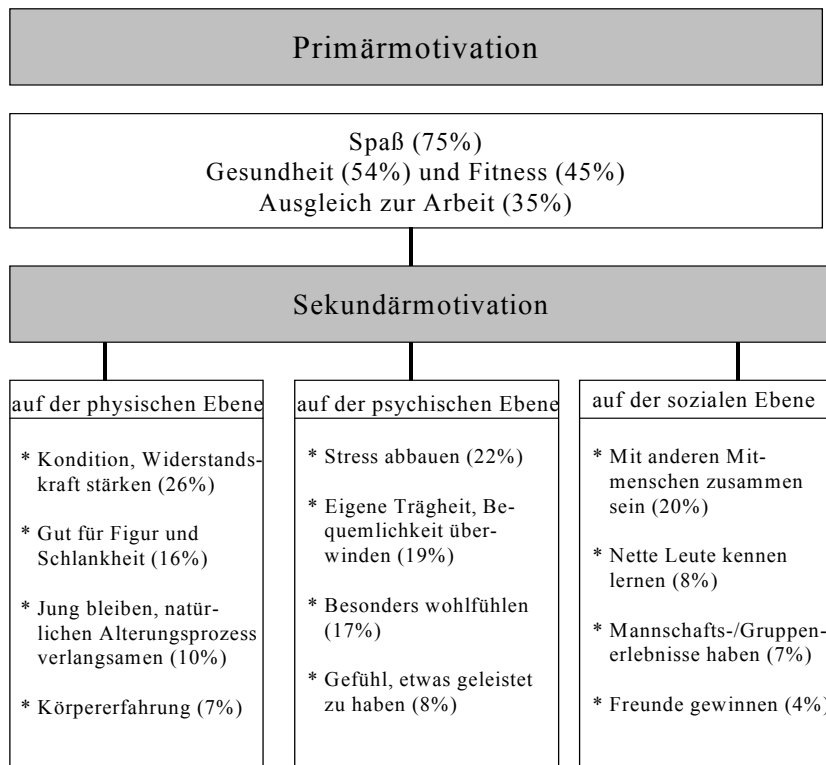 Primärmotivation
Spaß (75%)
Gesundheit (54%) und Fitness (45%)
Ausgleich zur Arbeit (35%)
Sekundärmotivation
auf der physischen Ebene
* Kondition, Widerstands-
kraft stärken (26%)
* Gut für Figur und
Schlankheit (16%)
* Jung bleiben, natür-
lichen Alterungsprozess
verlangsamen (10%)
* Körpererfahrung (7%)
auf der psychischen Ebene
* Stress abbauen (22%)
* Eigene Trägheit, Be-
quemlichkeit über-
winden (19%)
* Besonders wohlfühlen
(17%)
* Gefühl, etwas geleistet
zu haben (8%)
auf der sozialen Ebene
* Mit anderen Mit-
menschen zusammen
sein (20%)
* Nette Leute kennen
lernen (8%)
* Mannschafts-/Gruppen-
erlebnisse haben (7%)
* Freunde gewinnen (4%)